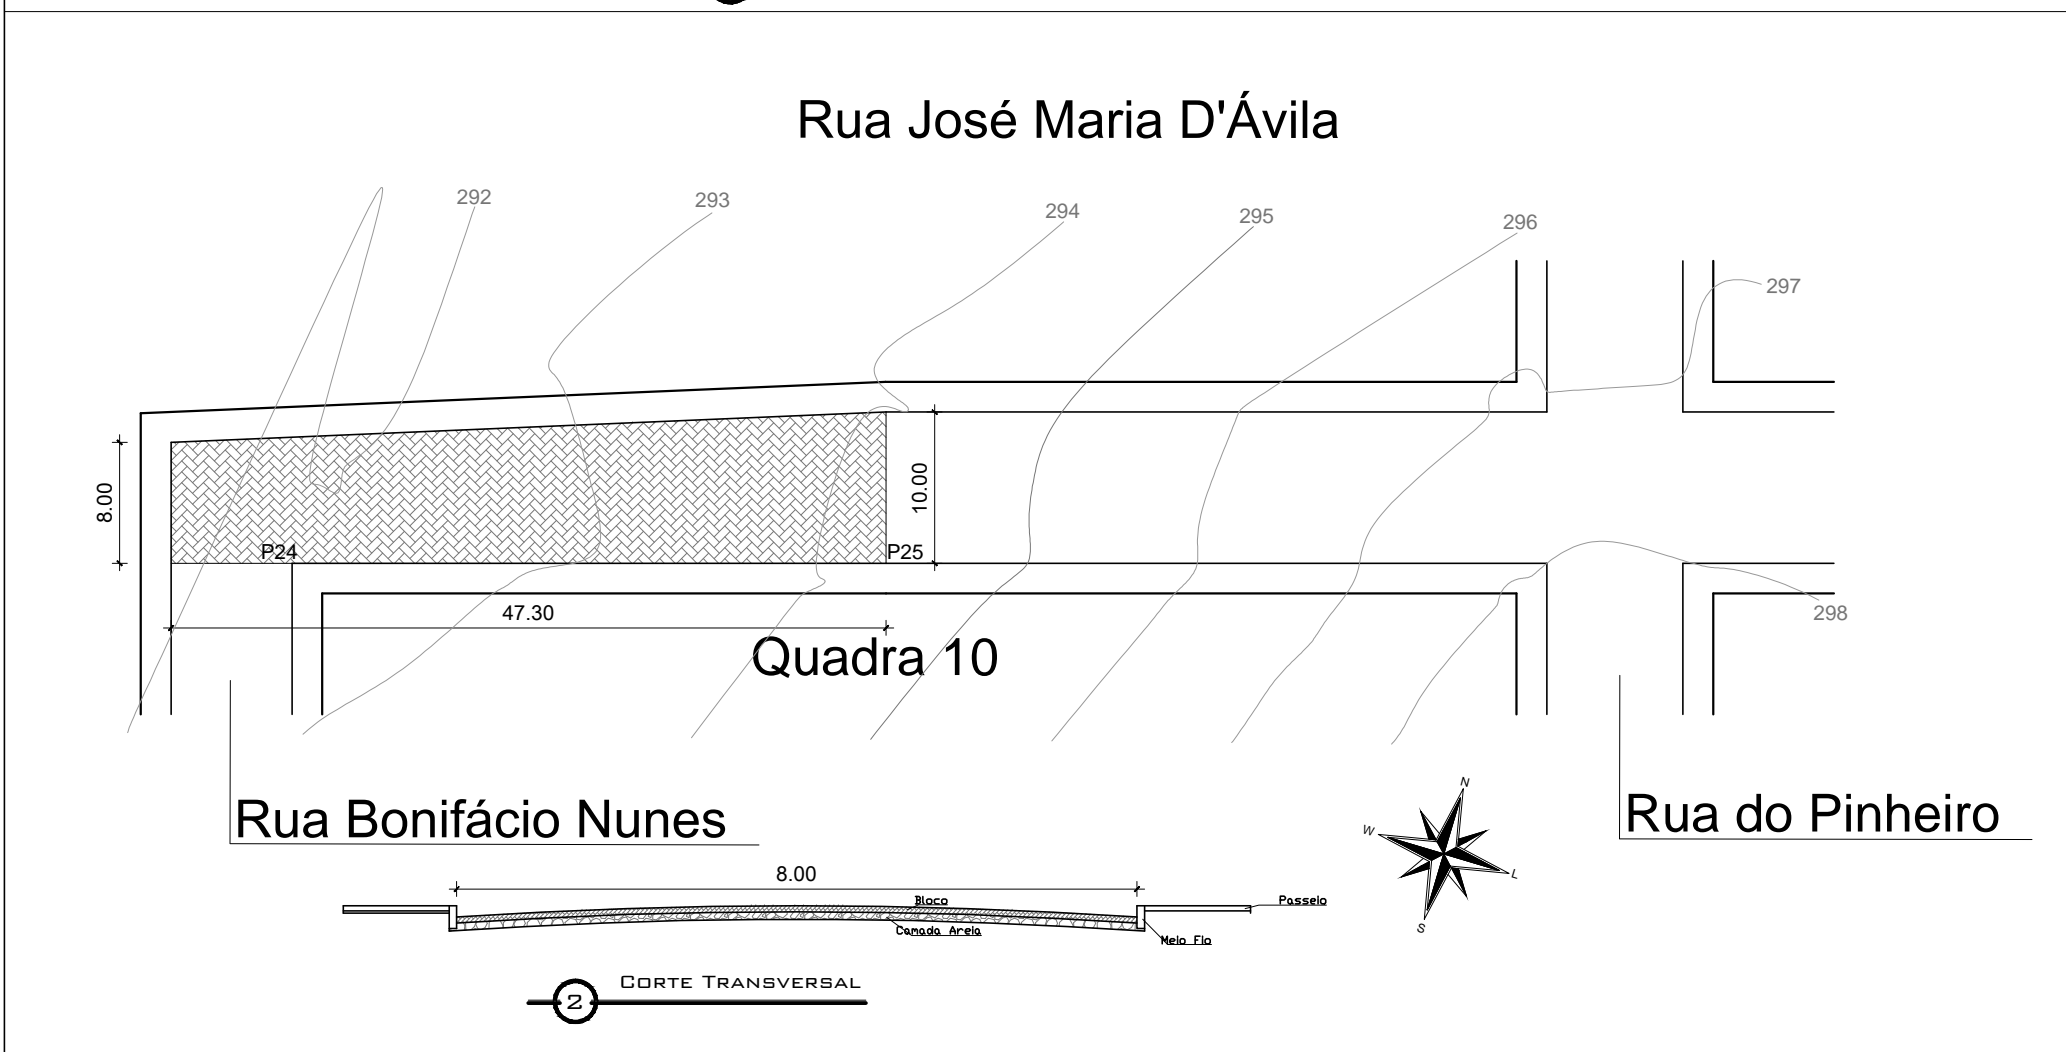 Rua José Maria D'Ávila
292
293
294
295
296
297
8.00
10.00
P24
P25
47.30
298
Quadra 10
Rua Bonifácio Nunes
Rua do Pinheiro
N
W
L
S
8.00
Bloco
Passeio
Camada Areia
Meio Fio
2
CORTE TRANSVERSAL